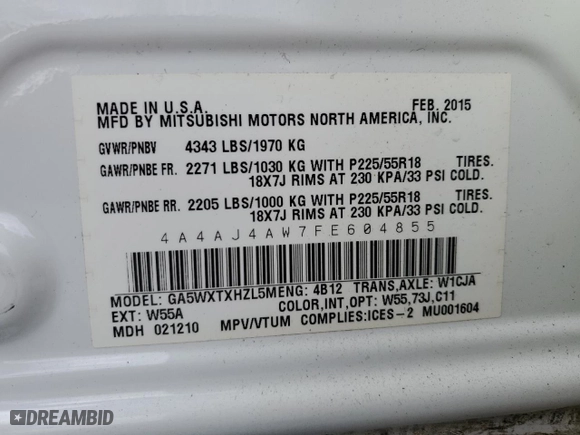 MADE IN U.S.A. FEB. 2015
MFD BY MITSUBISHI MOTORS NORTH AMERICA, INC.
GVWR/PNBV 4343 LBS/1970 KG
GAWR/PNBE FR. 2271 LBS/1030 KG WITH P225/55R18 TIRES.
18X7J RIMS AT 230 KPA/33 PSI COLD.
GAWR/PNBE RR. 2205 LBS/1000 KG WITH P225/55R18 TIRES.
18X7J RIMS AT 230 KPA/33 PSI COLD.
4A4AJ4AW7FE604855
MODEL: GA5WXTXHZL5MENG: 4B12 TRANS,AXLE: W1CJA
EXT: W55A COLOR,INT,OPT: W55,73J,C11
MDH 021210 MPV/VTUM COMPLIES:ICES-2 MU001604
DREAMBID